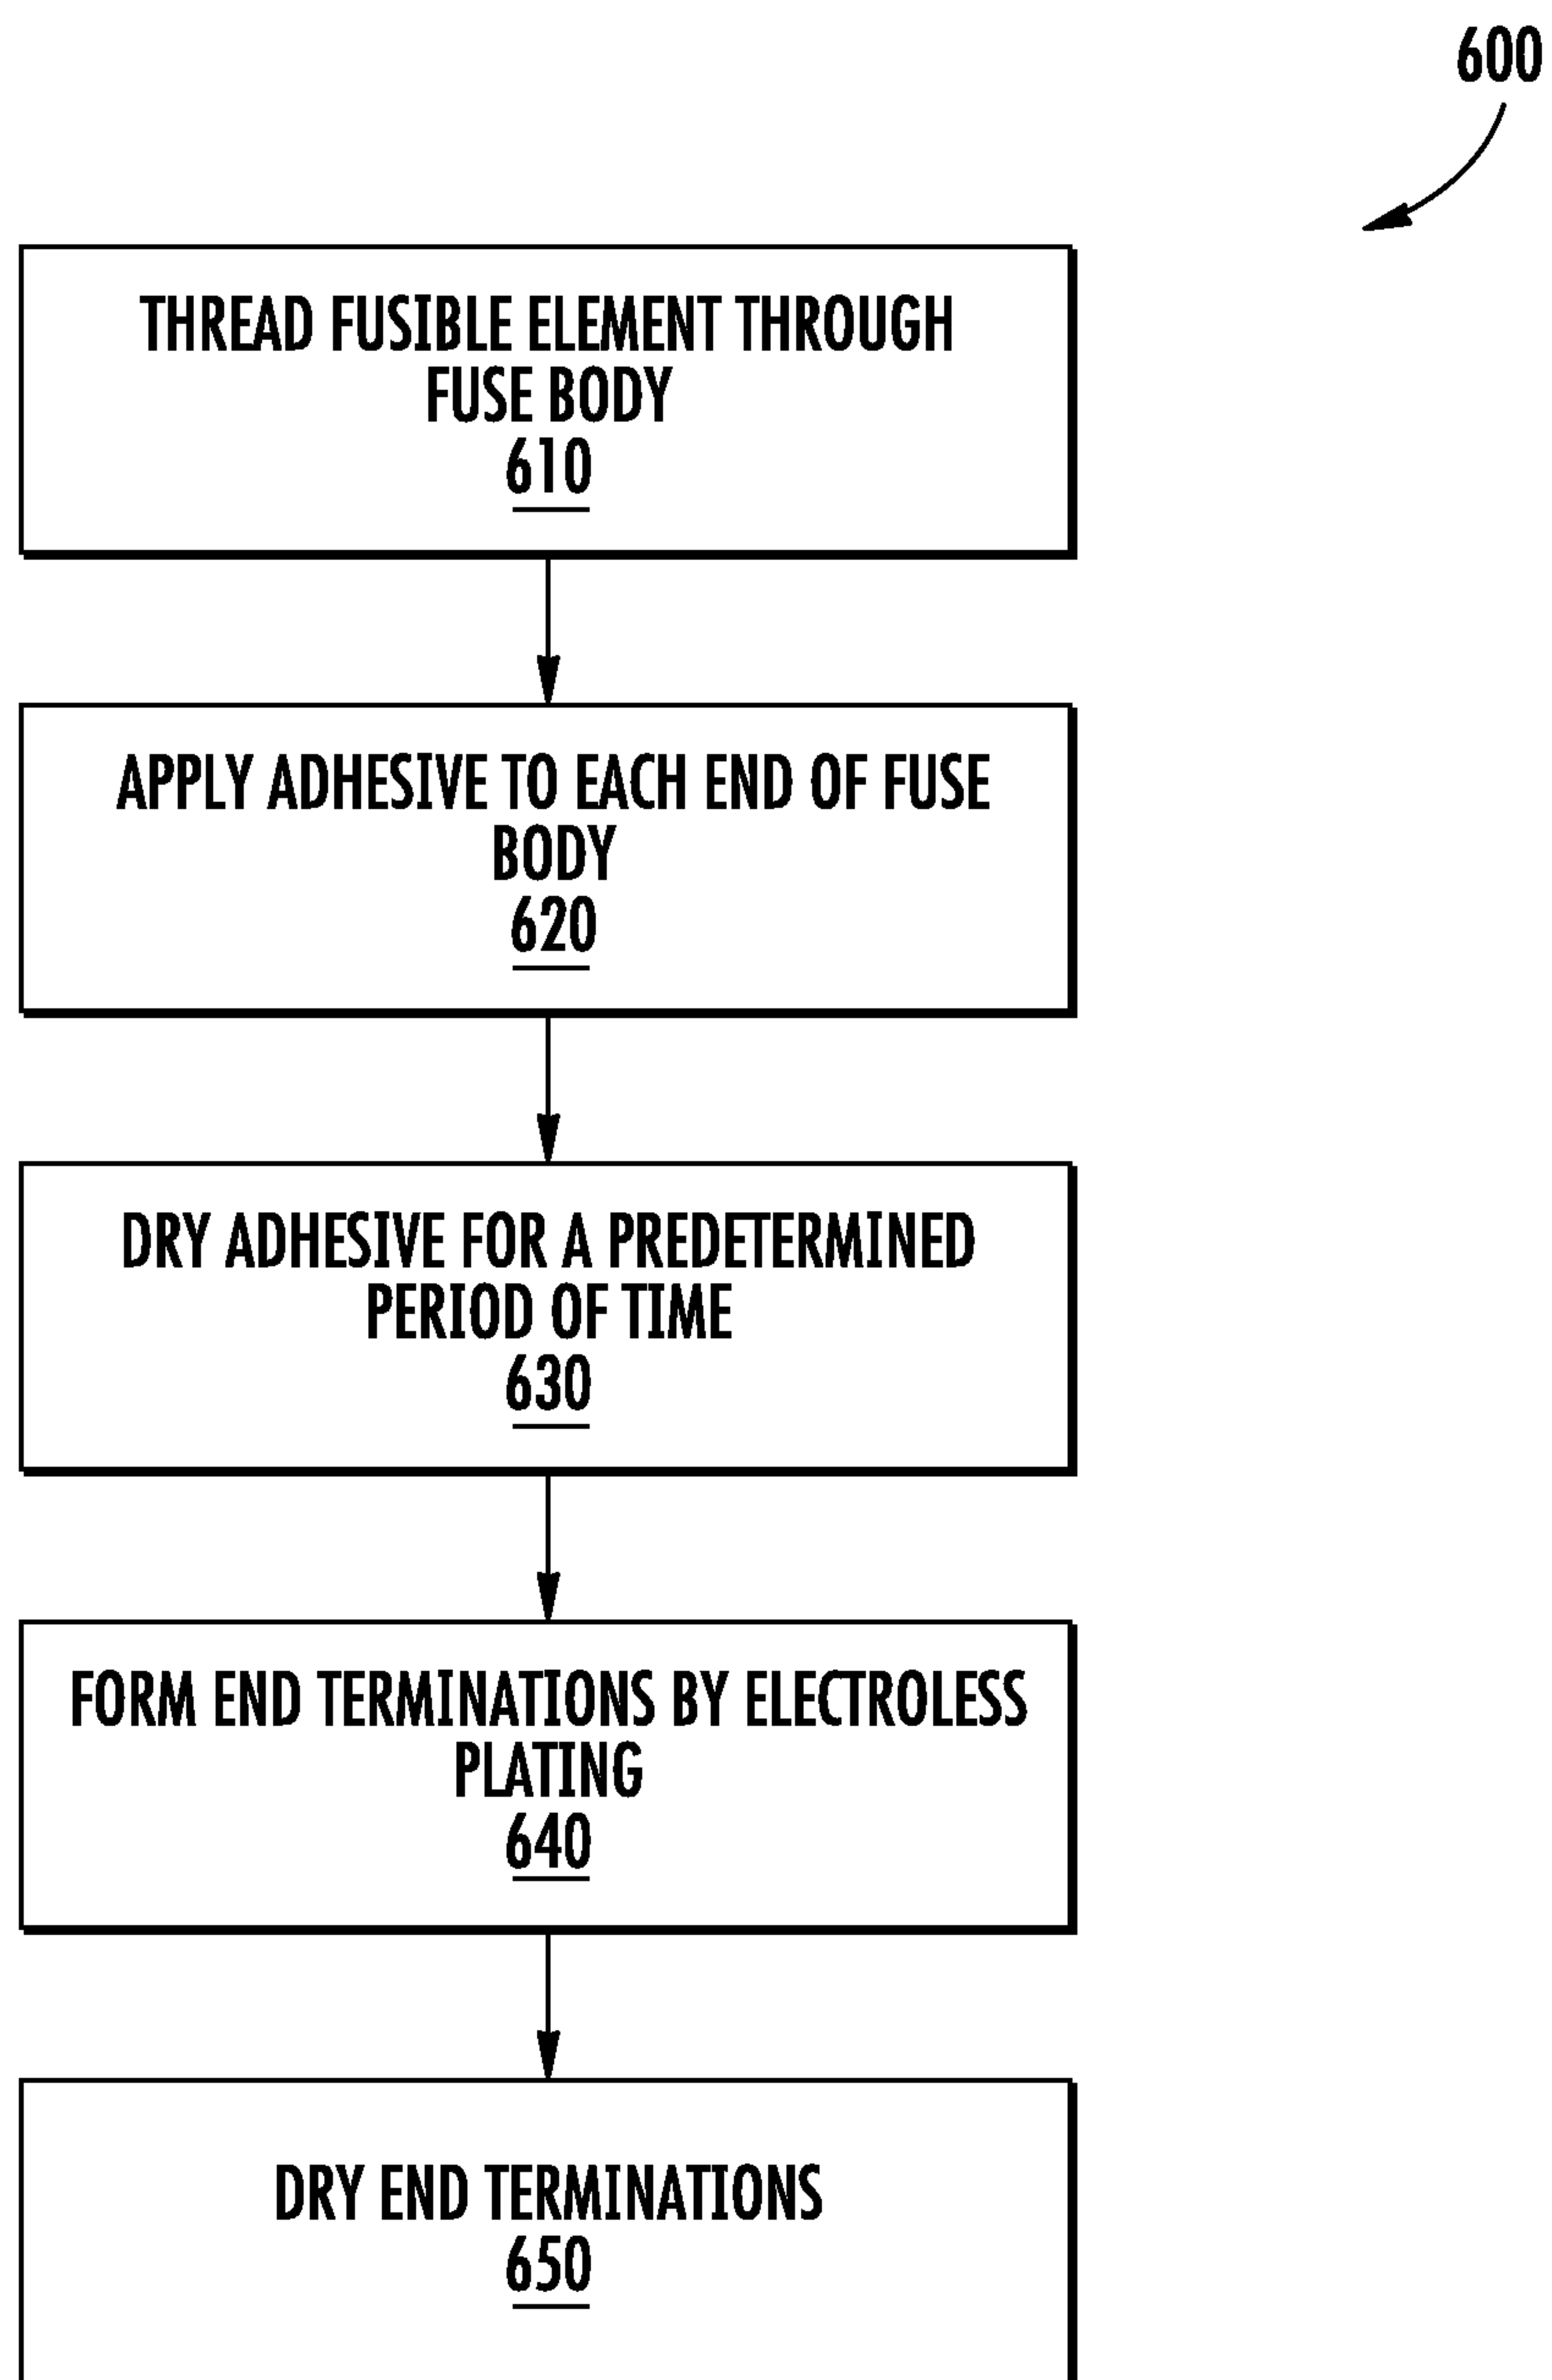 600
THREAD FUSIBLE ELEMENT THROUGH
FUSE BODY
610
APPLY ADHESIVE TO EACH END OF FUSE
BODY
620
DRY ADHESIVE FOR A PREDETERMINED
PERIOD OF TIME
630
FORM END TERMINATIONS BY ELECTROLESS
PLATING
640
DRY END TERMINATIONS
650